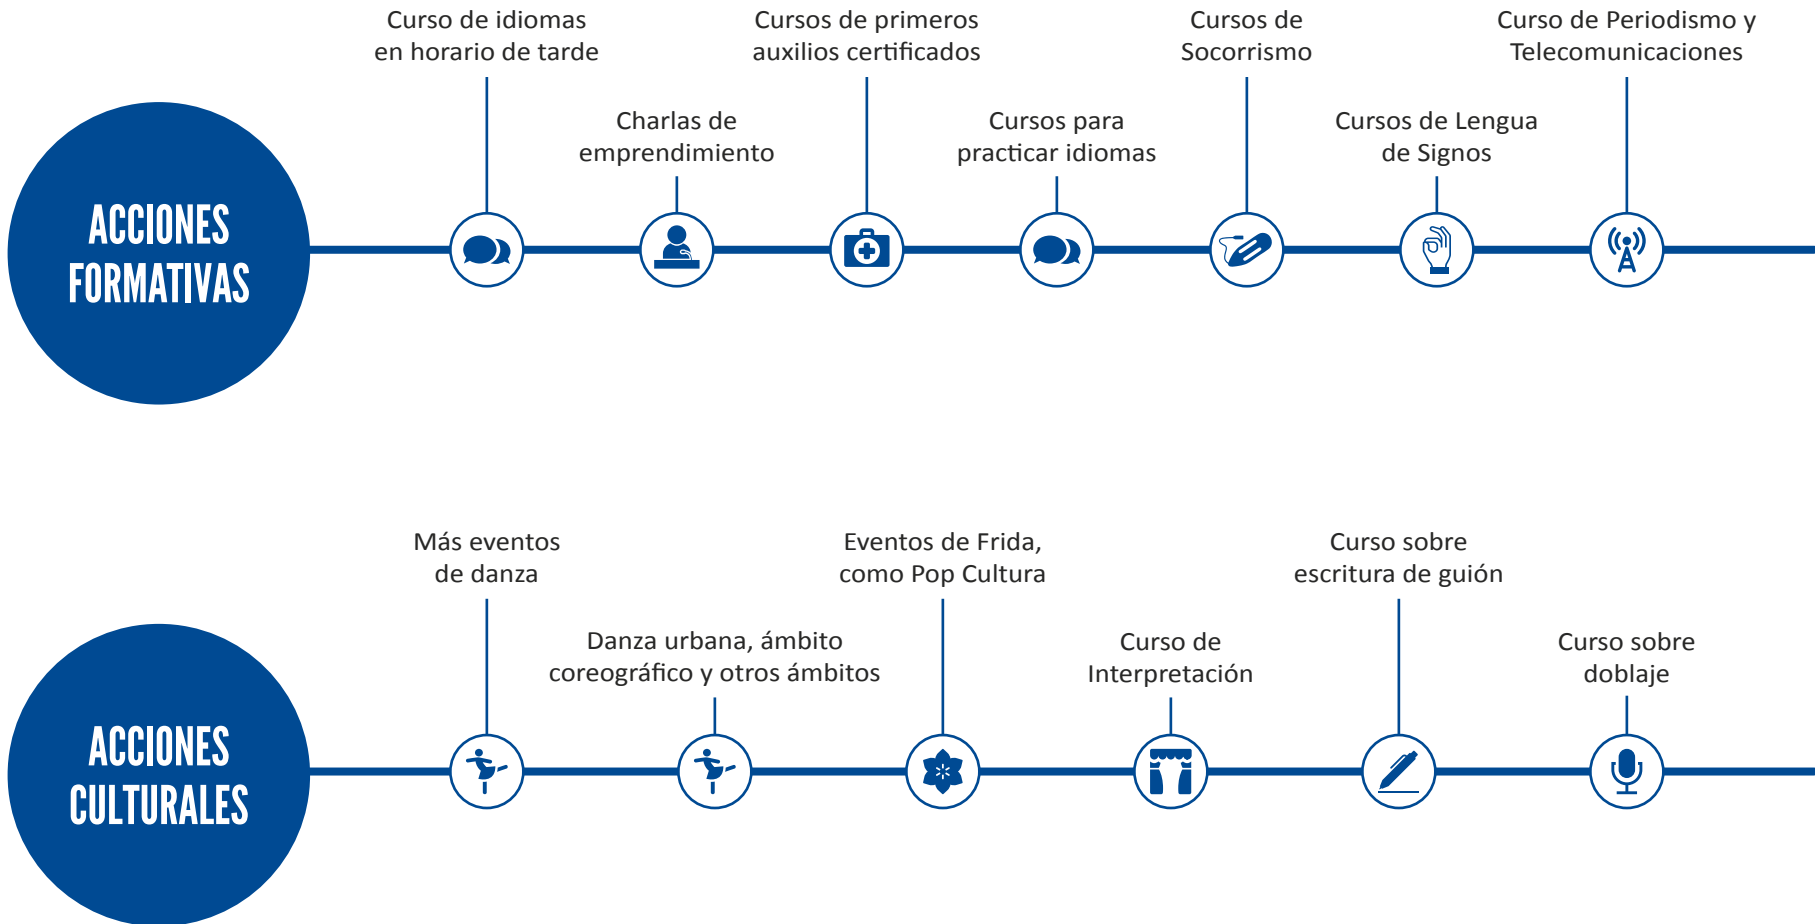 Curso de idiomas
en horario de tarde
Cursos de primeros
auxilios certificados
Cursos de
Socorrismo
Curso de Periodismo y
Telecomunicaciones
Charlas de
emprendimiento
Cursos para
practicar idiomas
Cursos de Lengua
de Signos
ACCIONES
FORMATIVAS
Más eventos
de danza
Eventos de Frida,
como Pop Cultura
Curso sobre
escritura de guión
Danza urbana, ámbito
coreográfico y otros ámbitos
Curso de
Interpretación
Curso sobre
doblaje
ACCIONES
CULTURALES